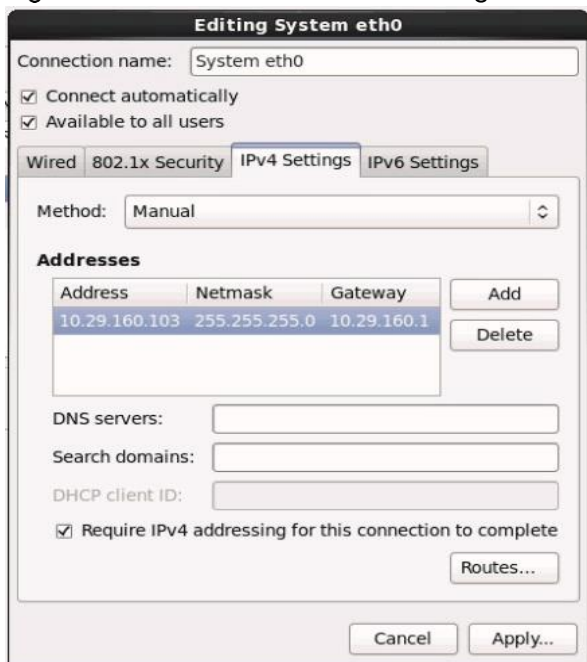 Editing System eth0
Connection name: System eth0
Connect automatically
Available to all users
Wired 802.1x Security IPv4 Settings IPv6 Settings
Method: Manual
Addresses
Address Netmask Gateway Add
10.29.160.103 255.255.255.0 10.29.160.1
Delete
DNS servers:
Search domains:
DHCP client ID:
Require IPv4 addressing for this connection to complete
Routes...
Cancel Apply...